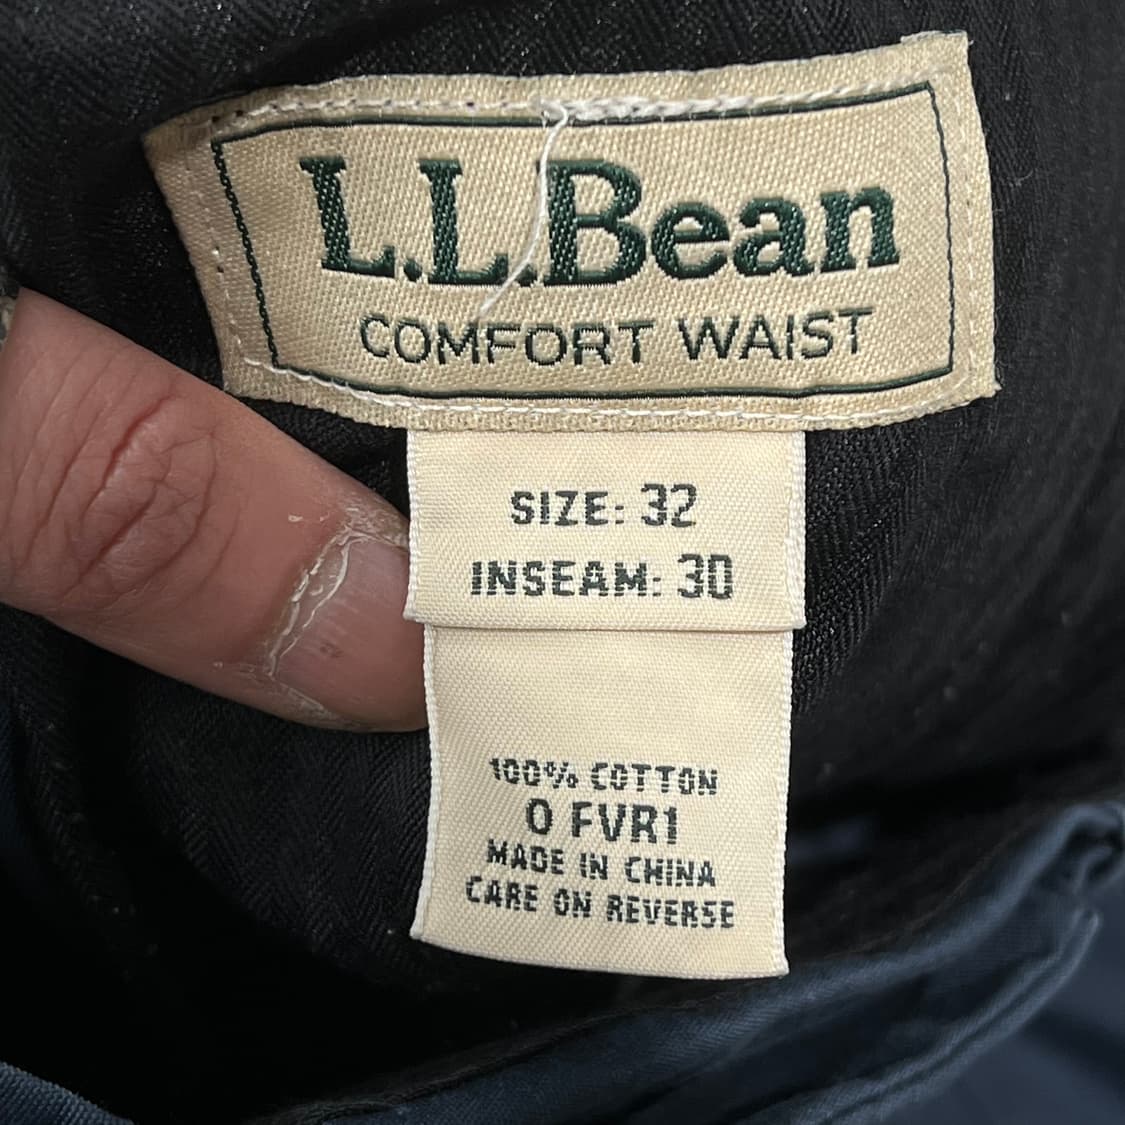 L.L.Bean
COMFORT WAIST
SIZE: 32
INSEAM: 30
100% COTTON
0 FVR1
MADE IN CHINA
CARE ON REVERSE